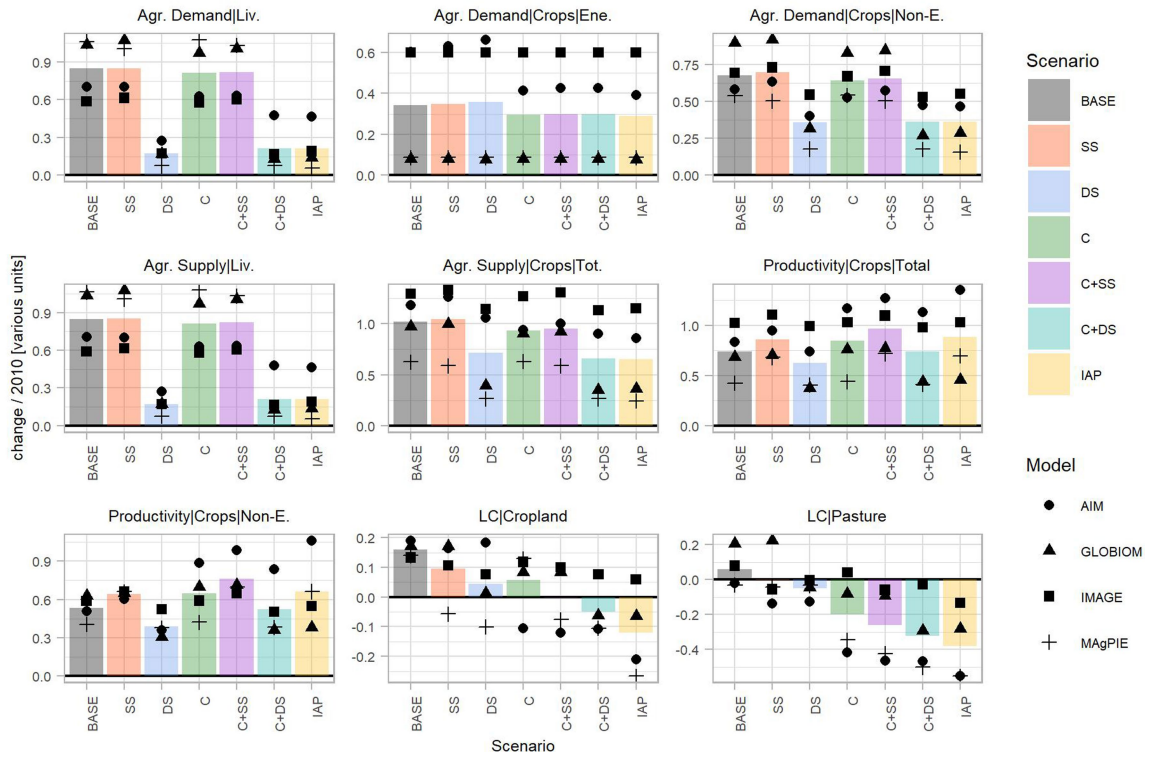 Agr. Demand|Liv.
Agr. Demand|Crops|Ene.
Agr. Demand|Crops|Non-E.
0.9
0.6
0.3
0.0
BASE
SS
DS
C
C+SS
C+DS
IAP
0.6
0.4
0.2
0.0
BASE
SS
DS
C
C+SS
C+DS
IAP
0.75
0.50
0.25
0.00
BASE
SS
DS
C
C+SS
C+DS
IAP
change / 2010 [various units]
Agr. Supply|Liv.
Agr. Supply|Crops|Tot.
Productivity|Crops|Total
0.9
0.6
0.3
0.0
BASE
SS
DS
C
C+SS
C+DS
IAP
1.0
0.5
0.0
BASE
SS
DS
C
C+SS
C+DS
IAP
1.0
0.5
0.0
BASE
SS
DS
C
C+SS
C+DS
IAP
Productivity|Crops|Non-E.
LC|Cropland
LC|Pasture
0.9
0.6
0.3
0.0
BASE
SS
DS
C
C+SS
C+DS
IAP
0.2
0.1
0.0
-0.1
-0.2
BASE
SS
DS
C
C+SS
C+DS
IAP
0.2
0.0
-0.2
-0.4
BASE
SS
DS
C
C+SS
C+DS
IAP
Scenario
Scenario
BASE
SS
DS
C
C+SS
C+DS
IAP
Model
AIM
GLOBIOM
IMAGE
MAgPIE